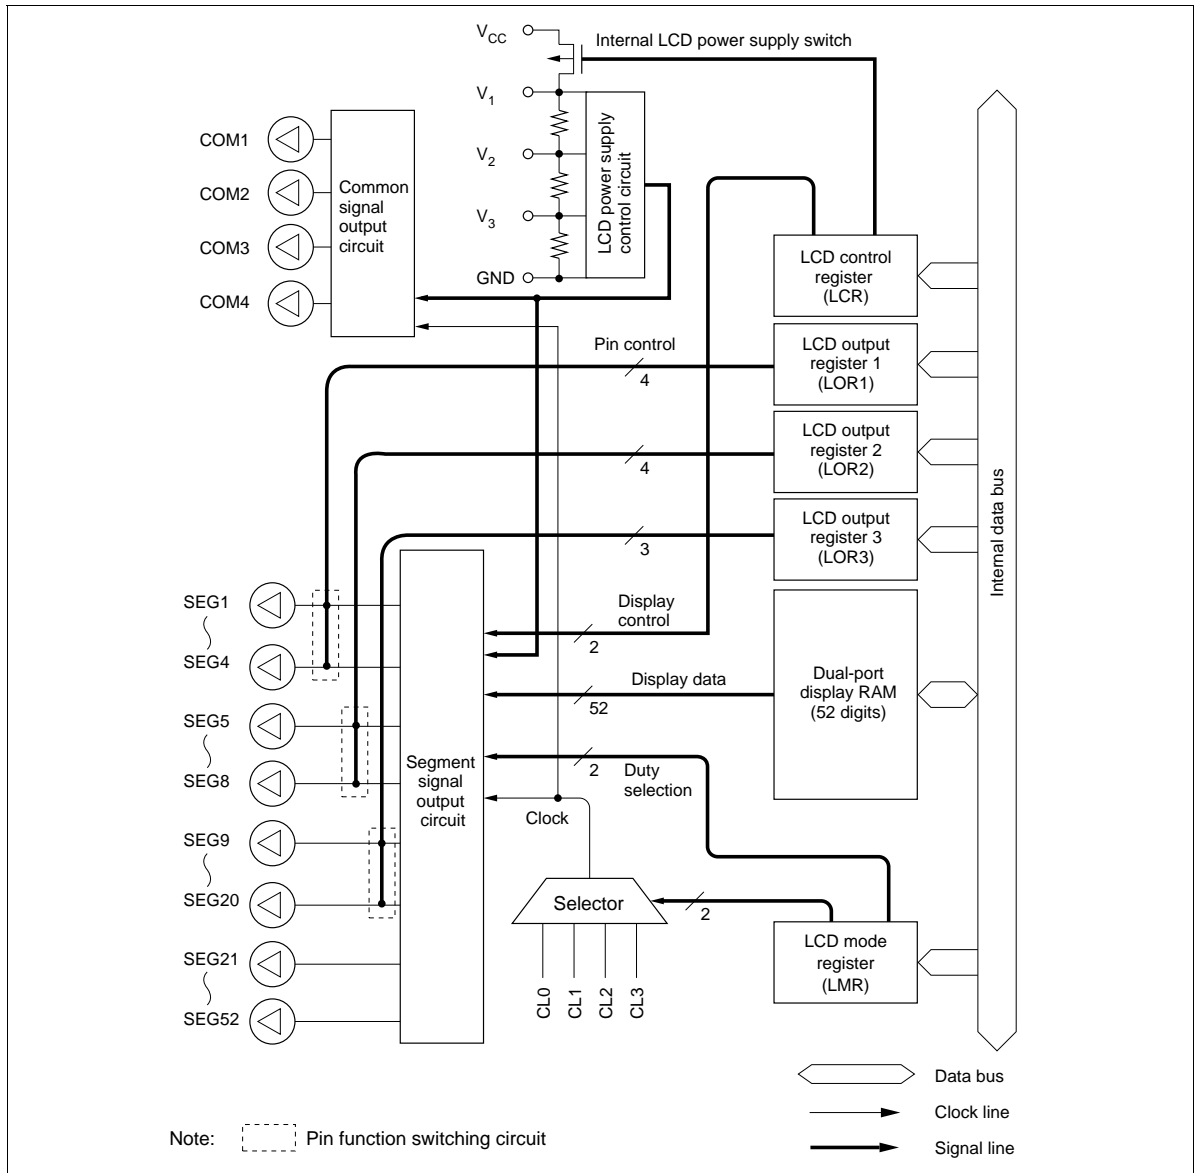 VCC
Internal LCD power supply switch
V1
V2
V3
GND
LCD power supply
control circuit
COM1
COM2
COM3
COM4
Common
signal
output
circuit
LCD control
register
(LCR)
Pin control
4
LCD output
register 1
(LOR1)
4
LCD output
register 2
(LOR2)
3
LCD output
register 3
(LOR3)
Internal data bus
SEG1
SEG4
SEG5
SEG8
SEG9
SEG20
SEG21
SEG52
Segment
signal
output
circuit
Display
control
2
Display data
52
Dual-port
display RAM
(52 digits)
2
Duty
selection
Clock
Selector
2
CL0
CL1
CL2
CL3
LCD mode
register
(LMR)
Data bus
Clock line
Signal line
Note: Pin function switching circuit